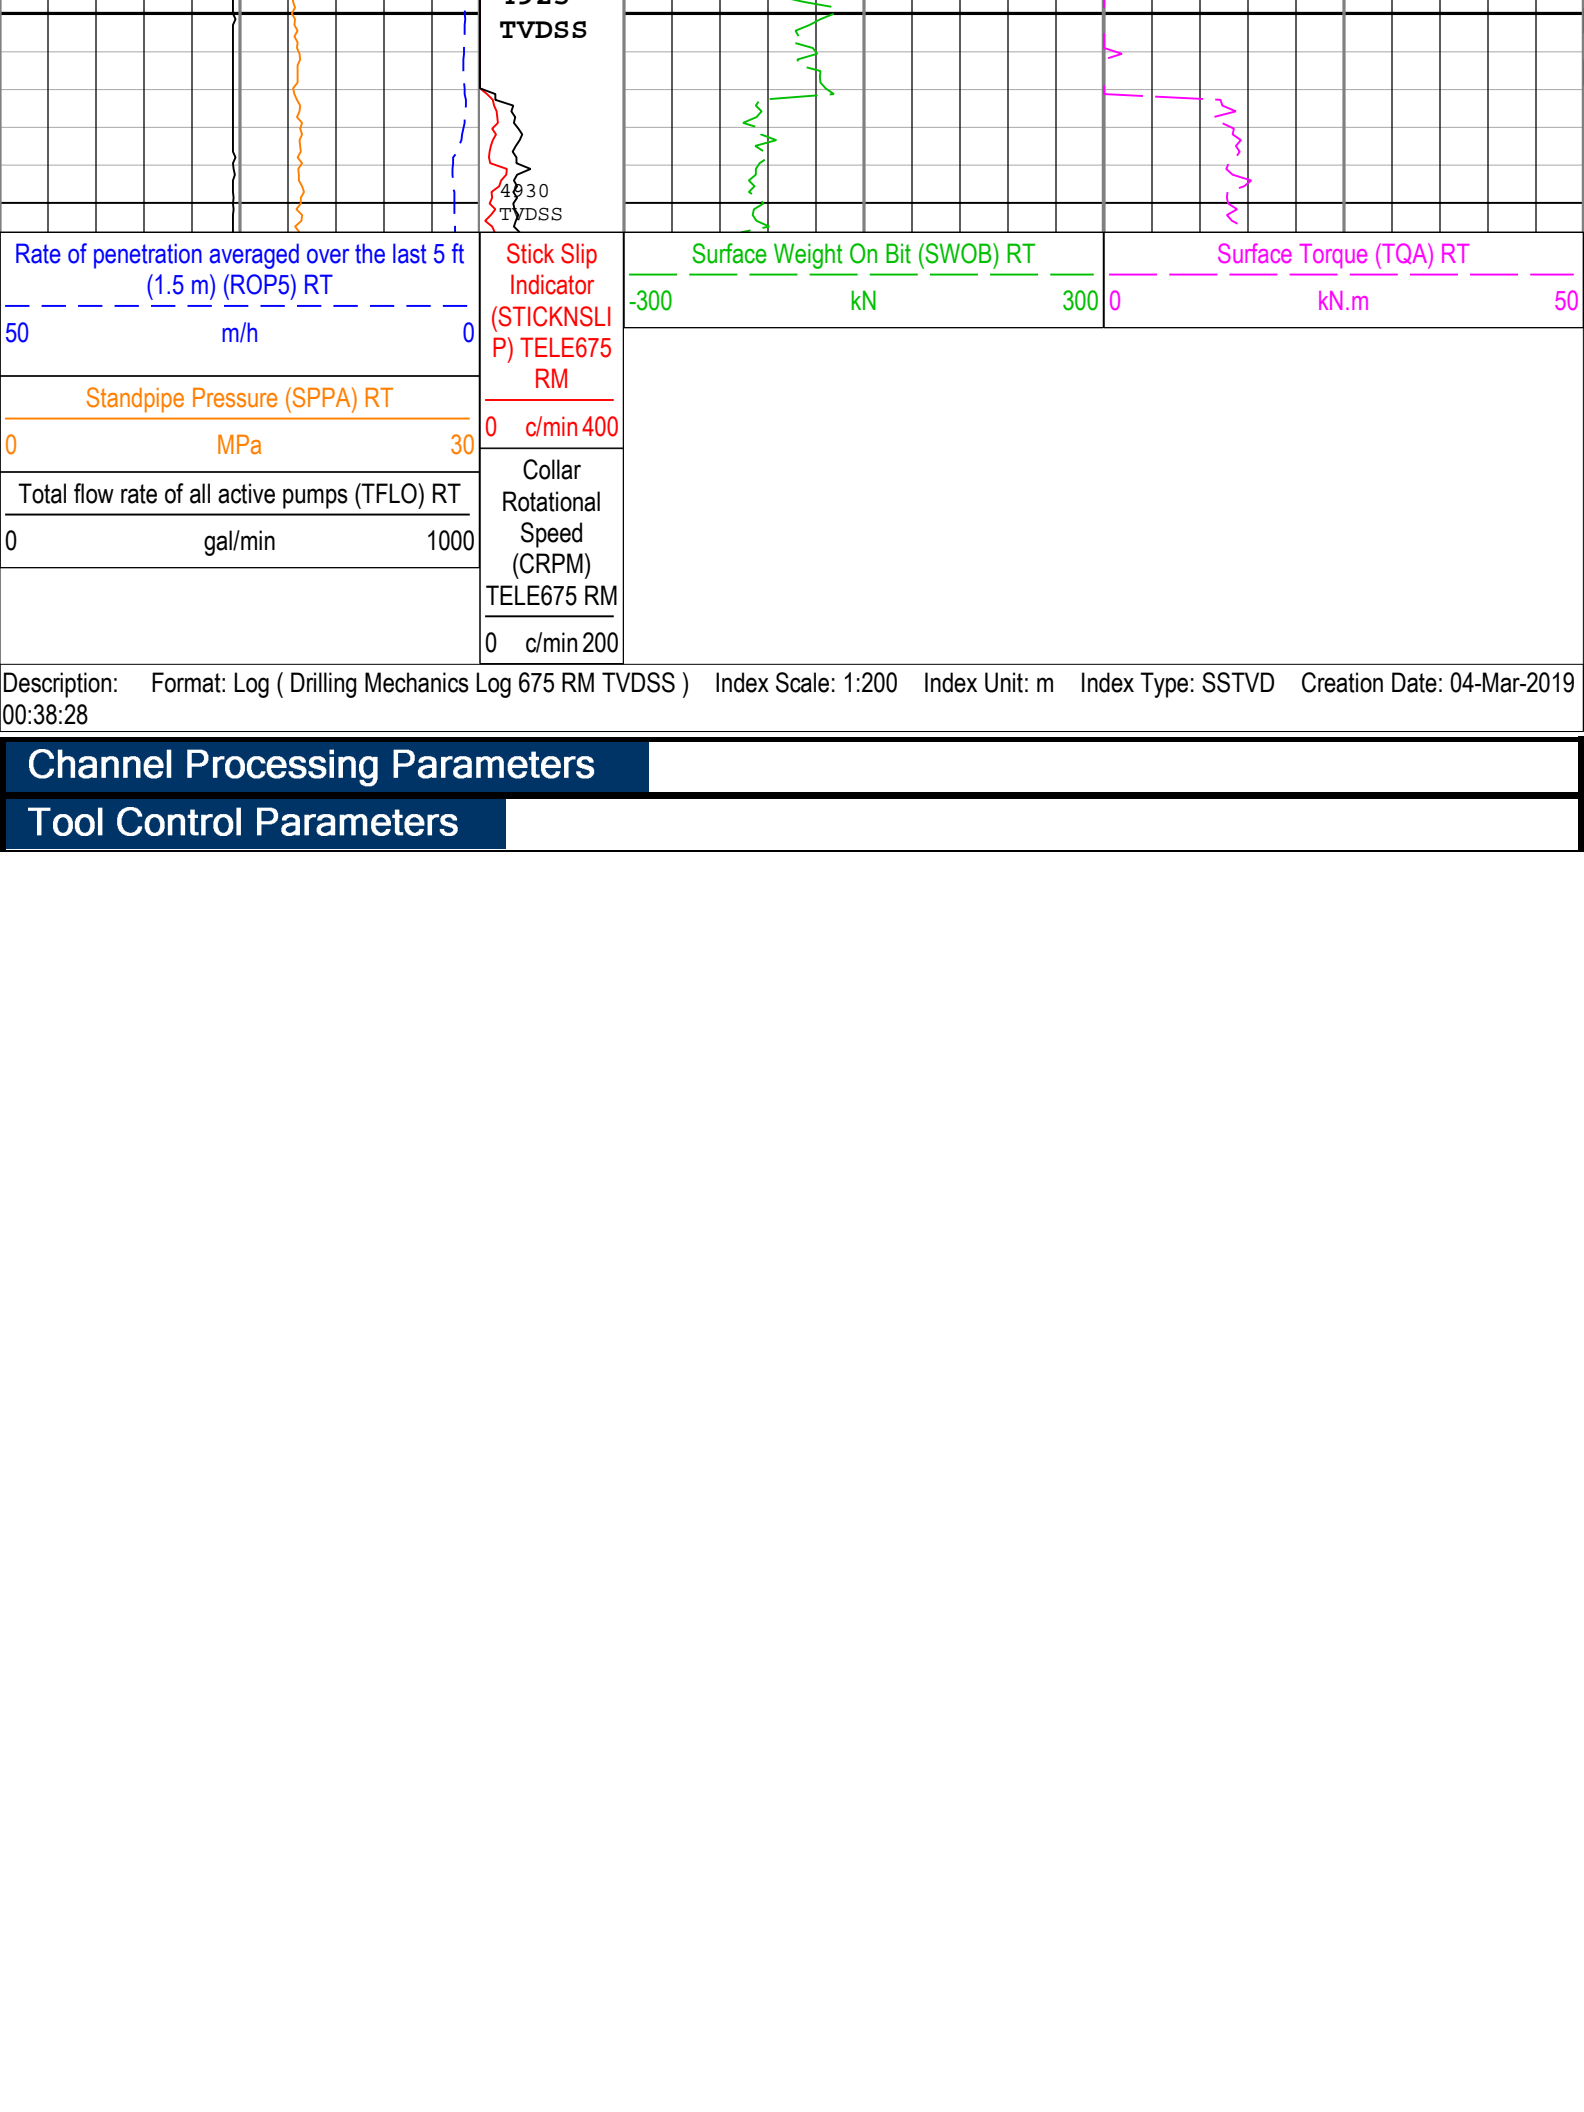 TVDSS
4930
TVDSS
Rate of penetration averaged over the last 5 ft
(1.5 m) (ROP5) RT
50 m/h 0
Standpipe Pressure (SPPA) RT
0 MPa 30
Total flow rate of all active pumps (TFLO) RT
0 gal/min 1000
Stick Slip
Indicator
(STICKNSLI
P) TELE675
RM
0 c/min 400
Collar
Rotational
Speed
(CRPM)
TELE675 RM
0 c/min 200
Surface Weight On Bit (SWOB) RT
-300 kN 300
Surface Torque (TQA) RT
0 kN.m 50
Description: Format: Log ( Drilling Mechanics Log 675 RM TVDSS ) Index Scale: 1:200 Index Unit: m Index Type: SSTVD Creation Date: 04-Mar-2019
00:38:28
Channel Processing Parameters
Tool Control Parameters